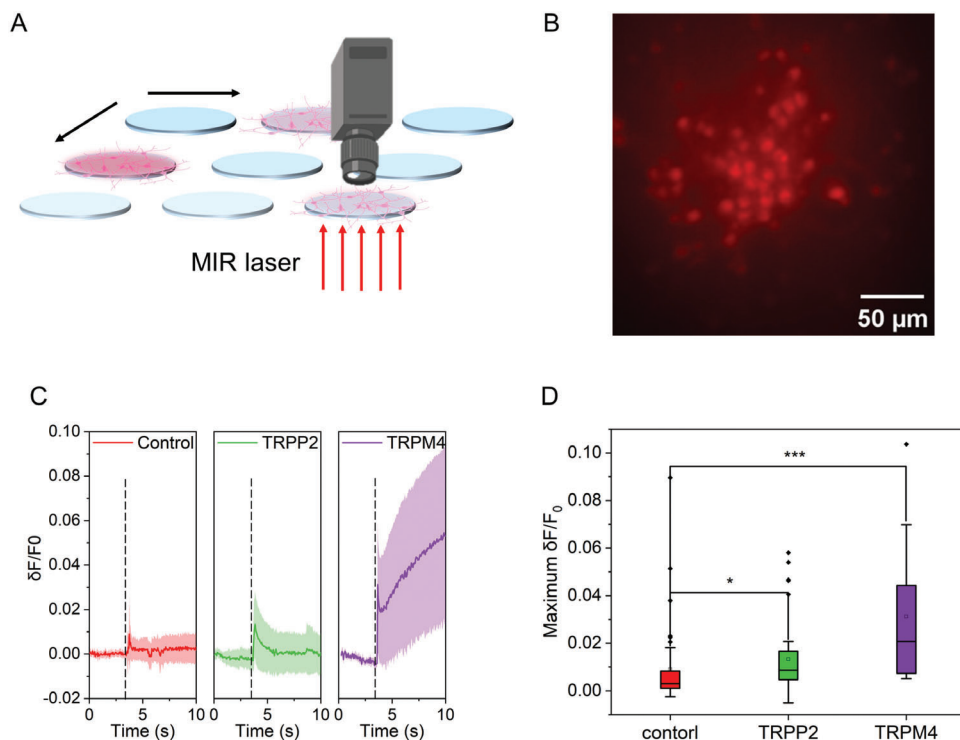 A
MIR laser
B
50 µm
C
Control
TRPP2
TRPM4
0.10
0.08
0.06
0.04
0.02
0.00
-0.02
δF/F0
0 5 10
0 5 10
0 5 10
Time (s)
Time (s)
Time (s)
D
0.10
0.08
0.06
0.04
0.02
0.00
Maximum δF/F0
***
*
contorl
TRPP2
TRPM4